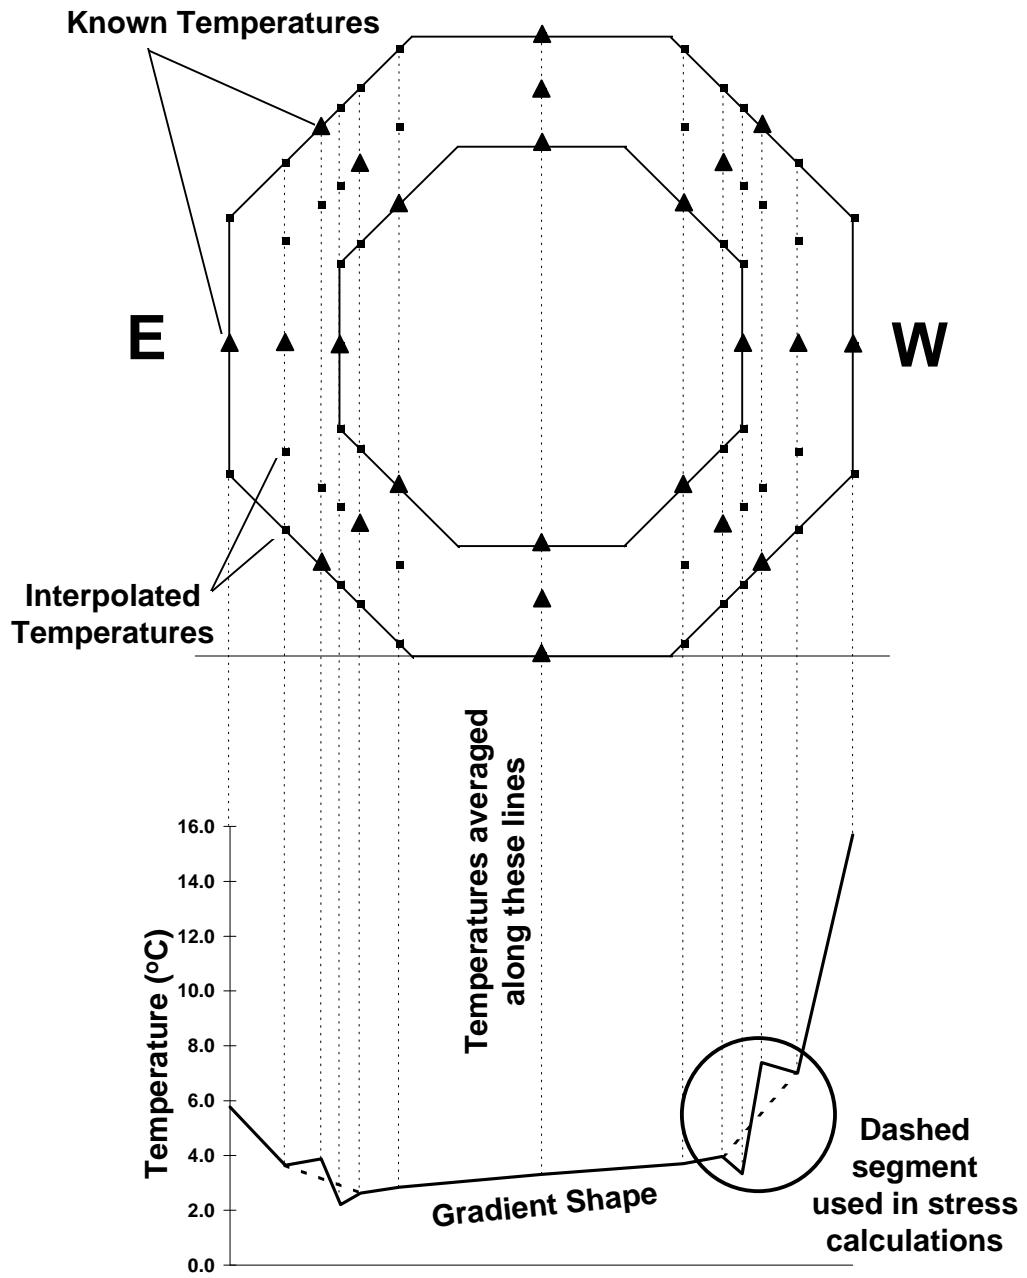 Known Temperatures
E
W
Interpolated
Temperatures
Temperatures averaged
along these lines
16.0
14.0
12.0
10.0
8.0
6.0
4.0
2.0
0.0
Temperature (oC)
Gradient Shape
Dashed
segment
used in stress
calculations